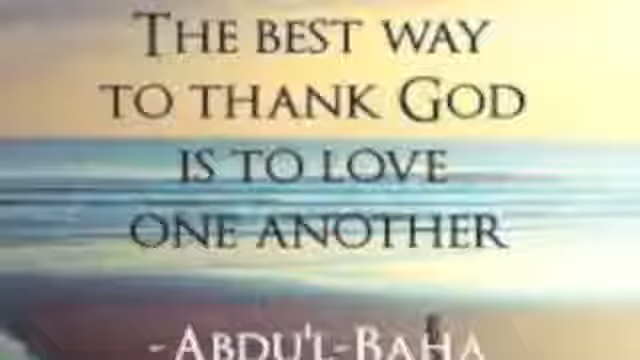 THE BEST WAY
TO THANK GOD
IS TO LOVE
ONE ANOTHER
-ABDU'L-BAHA